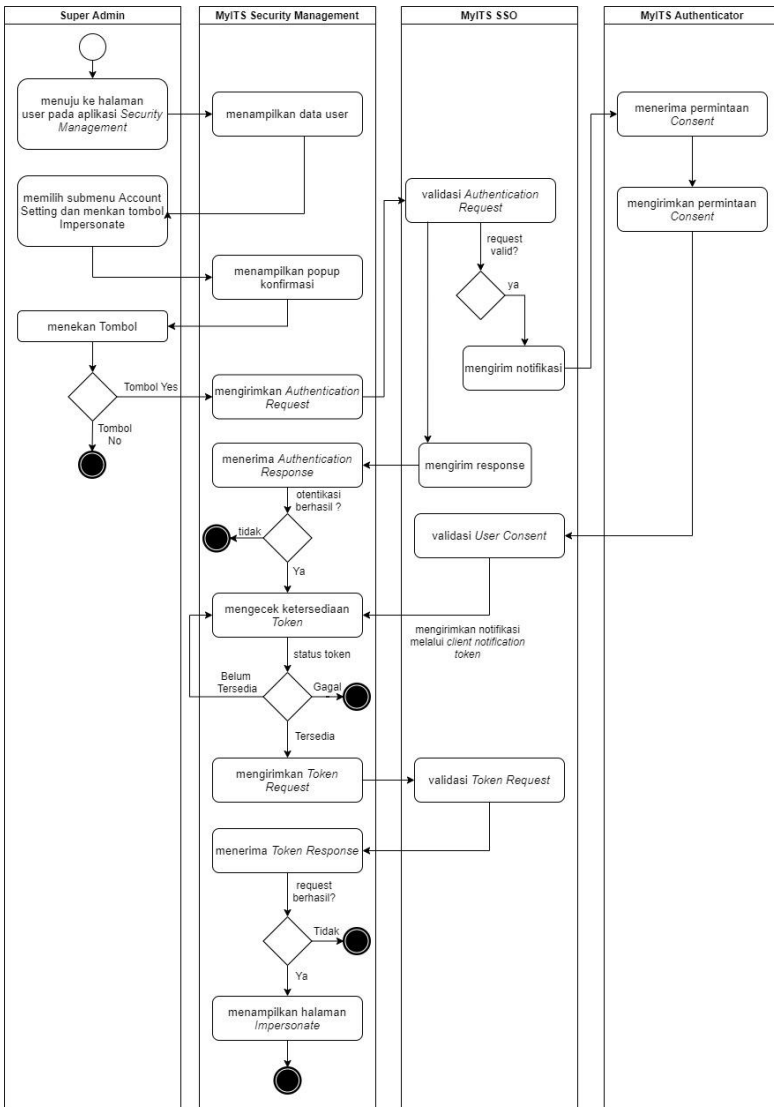 Super Admin
MyITS Security Management
MyITS SSO
MyITS Authenticator
menuju ke halaman
user pada aplikasi Security
Management
menampilkan data user
menerima permintaan
Consent
memilih submenu Account
Setting dan menkan tombol
Impersonate
validasi Authentication
Request
mengirimkan permintaan
Consent
request
valid?
menampilkan popup
konfirmasi
ya
menekan Tombol
mengirim notifikasi
Tombol Yes
mengirimkan Authentication
Request
Tombol
No
menerima Authentication
Response
mengirim response
otentikasi
berhasil ?
tidak
validasi User Consent
Ya
mengecek ketersediaan
Token
mengirimkan notifikasi
melalui client notification
token
status token
Belum
Tersedia
Gagal
Tersedia
mengirimkan Token
Request
validasi Token Request
menerima Token Response
request
berhasil?
Tidak
Ya
menampilkan halaman
Impersonate